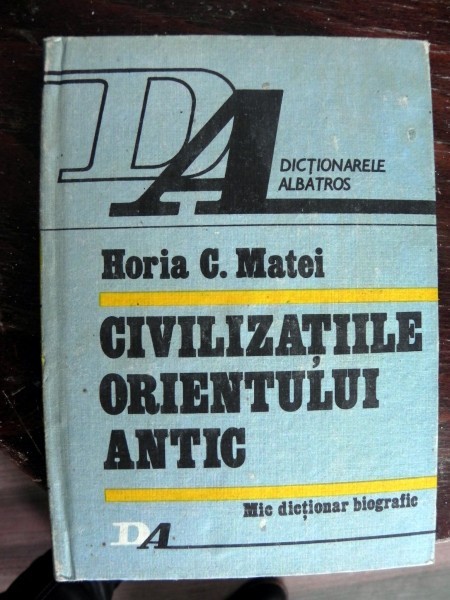 DA
DICȚIONARELE
ALBATROS
Horia C. Matei
CIVILIZAȚIILE
ORIENTULUI
ANTIC
Mic dicționar biografic
DA